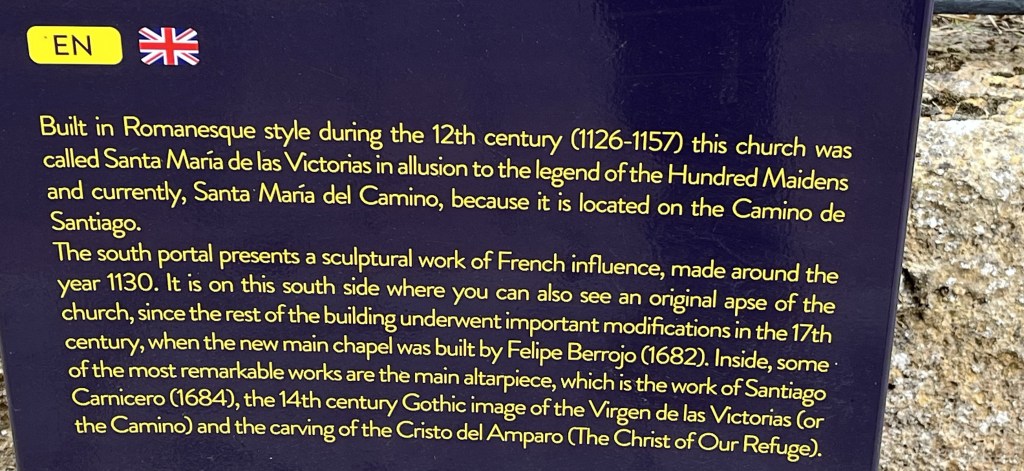 EN
Built in Romanesque style during the 12th century (1126-1157) this church was
called Santa María de las Victorias in allusion to the legend of the Hundred Maidens
and currently, Santa María del Camino, because it is located on the Camino de
Santiago.
The south portal presents a sculptural work of French influence, made around the
year 1130. It is on this south side where you can also see an original apse of the
church, since the rest of the building underwent important modifications in the 17th
century, when the new main chapel was built by Felipe Berrojo (1682). Inside, some
of the most remarkable works are the main altarpiece, which is the work of Santiago
Carnicero (1684), the 14th century Gothic image of the Virgen de las Victorias (or
the Camino) and the carving of the Cristo del Amparo (The Christ of Our Refuge).